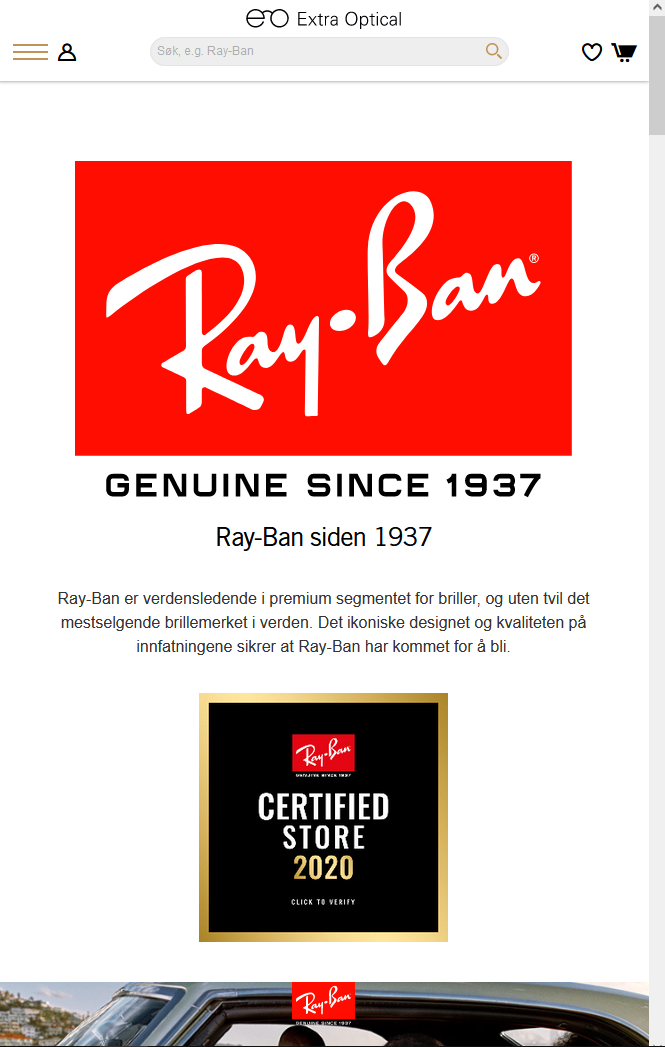 eo Extra Optical
Søk, e.g. Ray-Ban
Ray-Ban®
GENUINE SINCE 1937
Ray-Ban siden 1937
Ray-Ban er verdensledende i premium segmentet for briller, og uten tvil det
mestselgende brillemerket i verden. Det ikoniske designet og kvaliteten på
innfatningene sikrer at Ray-Ban har kommet for å bli.
Ray-Ban
GENUINE SINCE 1937
CERTIFIED
STORE
2020
CLICK TO VERIFY
Ray-Ban
GENUINE SINCE 1937